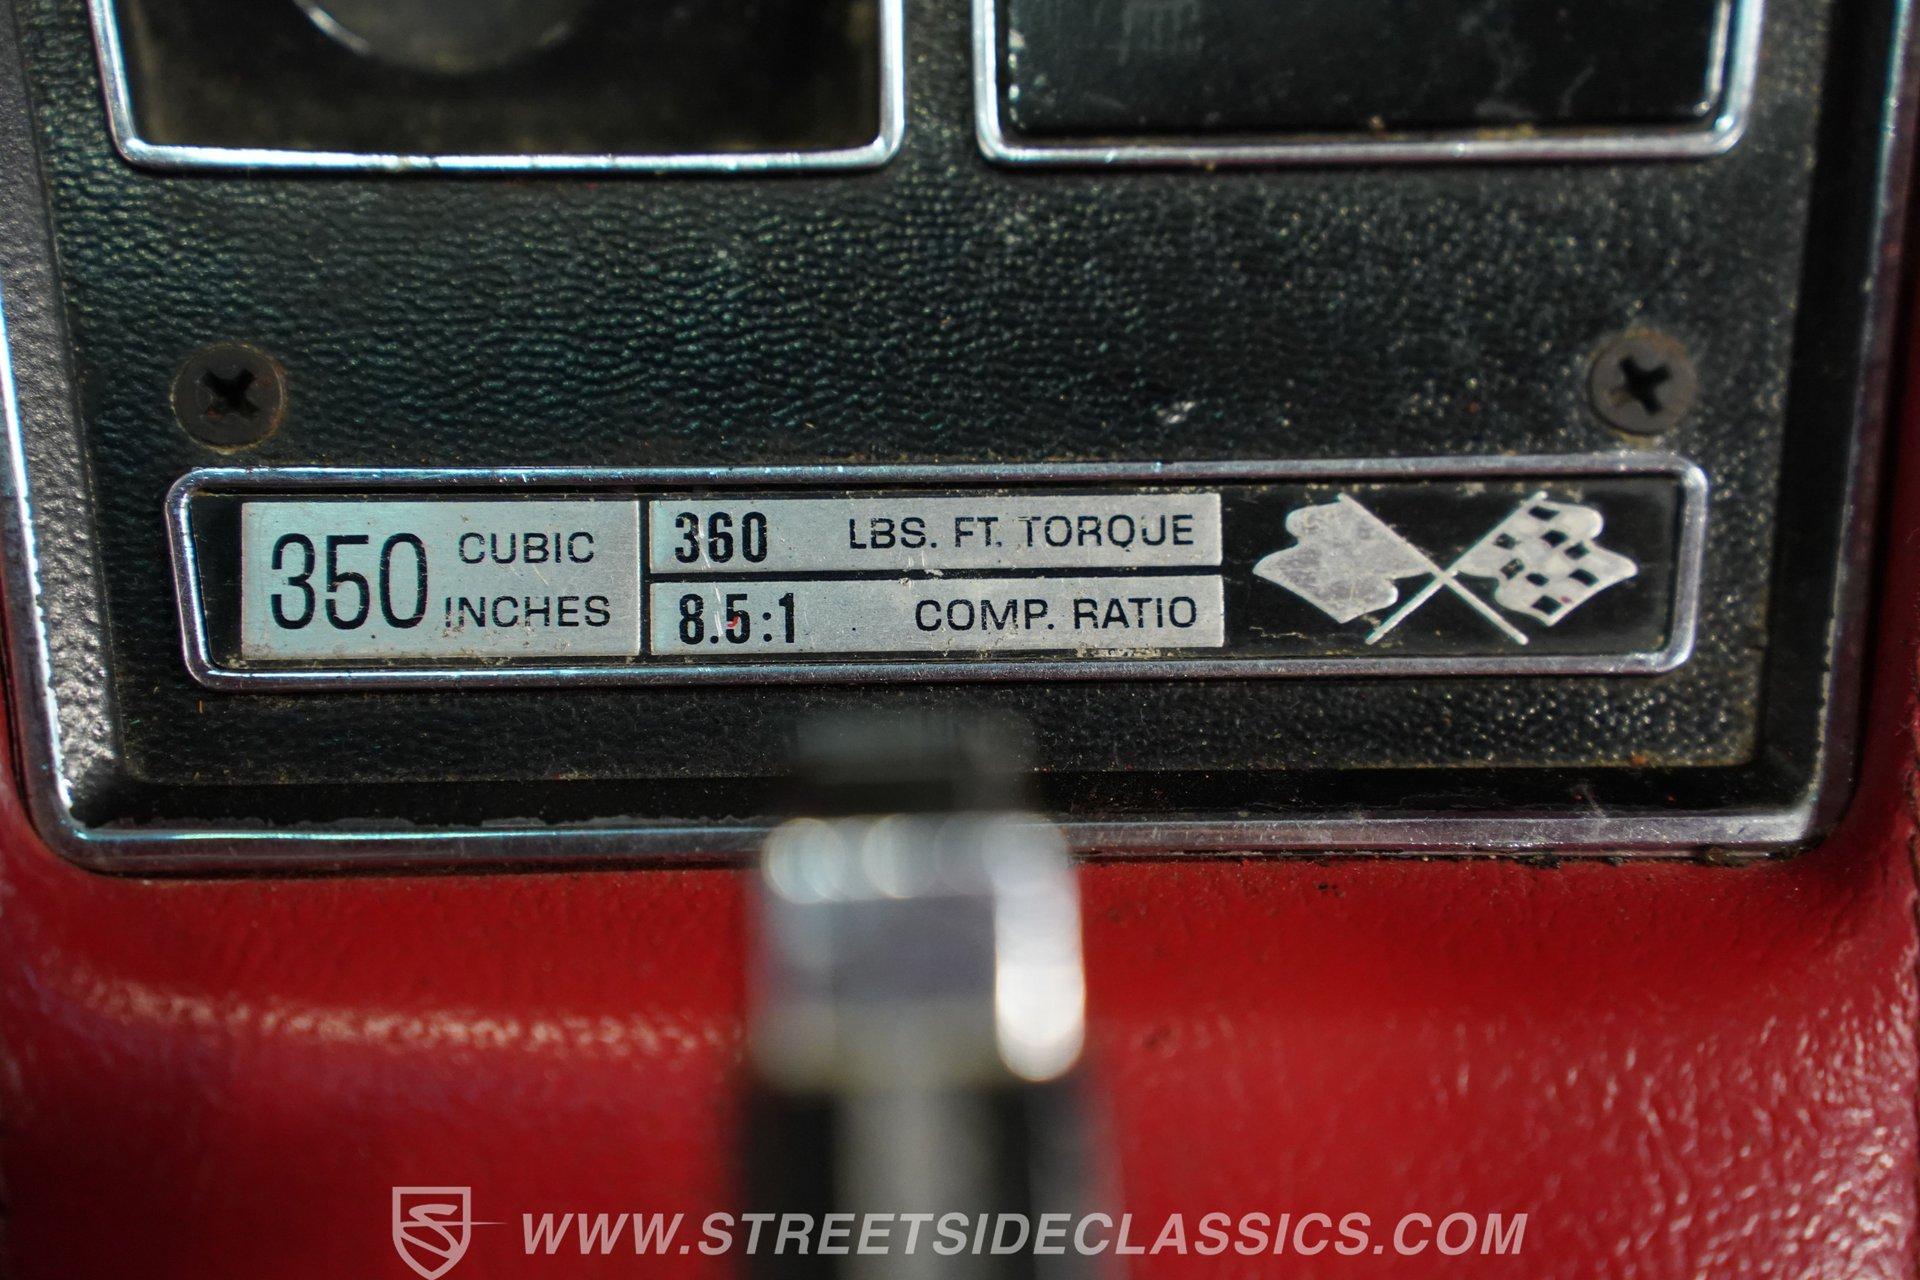 350 CUBIC INCHES
360 LBS. FT. TORQUE
8.5:1 COMP. RATIO
WWW.STREETSIDECLASSICS.COM